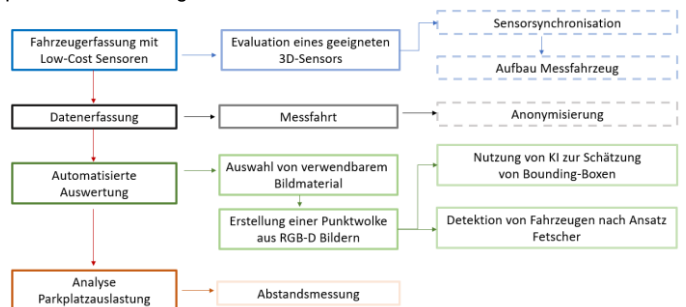 Fahrzeugerfassung mit
Low-Cost Sensoren
Evaluation eines geeigneten
3D-Sensors
Sensorsynchronisation
Aufbau Messfahrzeug
Datenerfassung
Messfahrt
Anonymisierung
Automatisierte
Auswertung
Auswahl von verwendbarem
Bildmaterial
Nutzung von KI zur Schätzung
von Bounding-Boxen
Erstellung einer Punktwolke
aus RGB-D Bildern
Detektion von Fahrzeugen nach Ansatz
Fetscher
Analyse
Parkplatzauslastung
Abstandsmessung